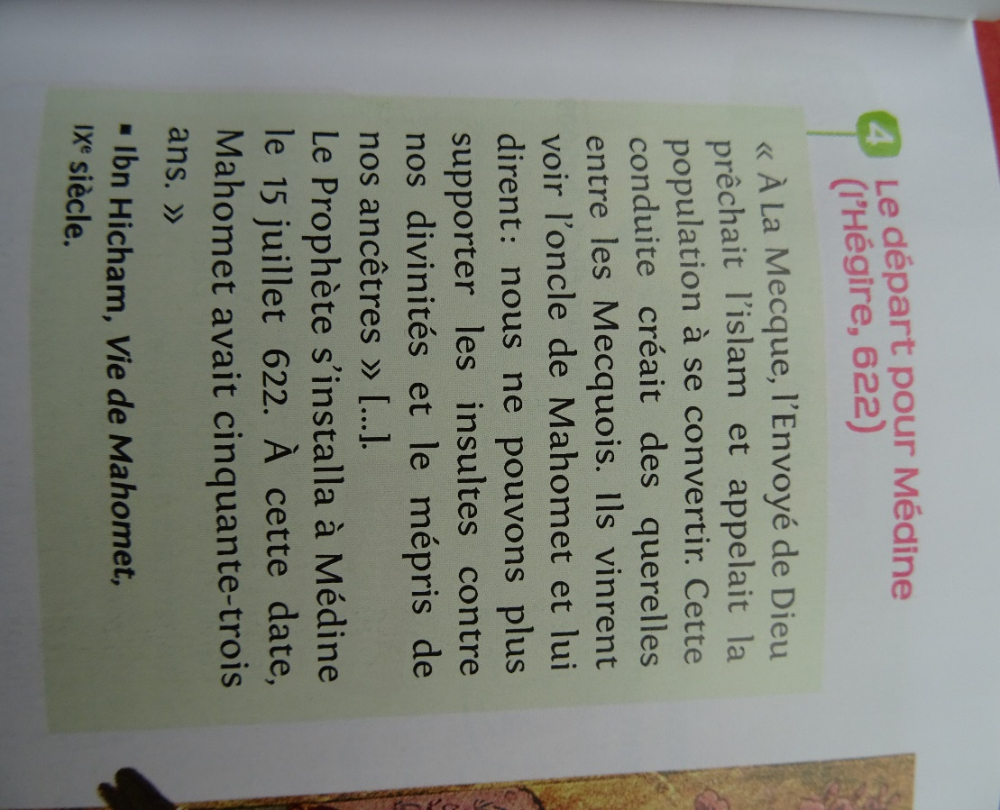 4 Le départ pour Médine
(l'Hégire, 622)
« À La Mecque, l'Envoyé de Dieu
prêchait l'islam et appelait la
population à se convertir. Cette
conduite créait des querelles
entre les Mecquois. Ils vinrent
voir l'oncle de Mahomet et lui
dirent : nous ne pouvons plus
supporter les insultes contre
nos divinités et le mépris de
nos ancêtres » [...].
Le Prophète s'installa à Médine
le 15 juillet 622. À cette date,
Mahomet avait cinquante-trois
ans. »
▪ Ibn Hicham, Vie de Mahomet,
IXe siècle.